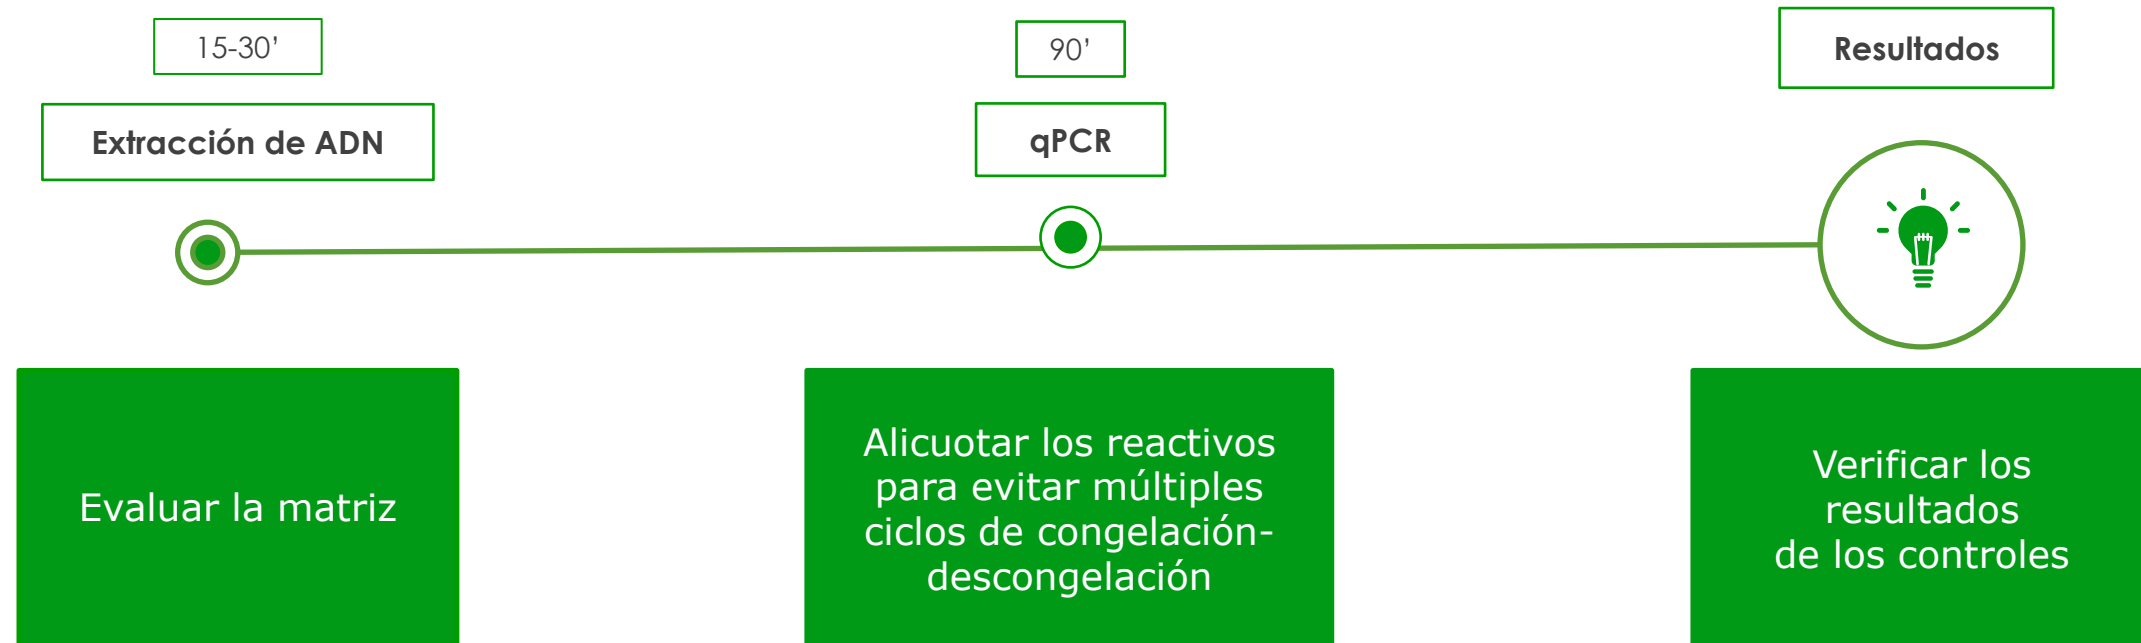 15-30’
Extracción de ADN
90’
qPCR
Resultados
Evaluar la matriz
Alicuotar los reactivos
para evitar múltiples
ciclos de congelación-
descongelación
Verificar los
resultados
de los controles